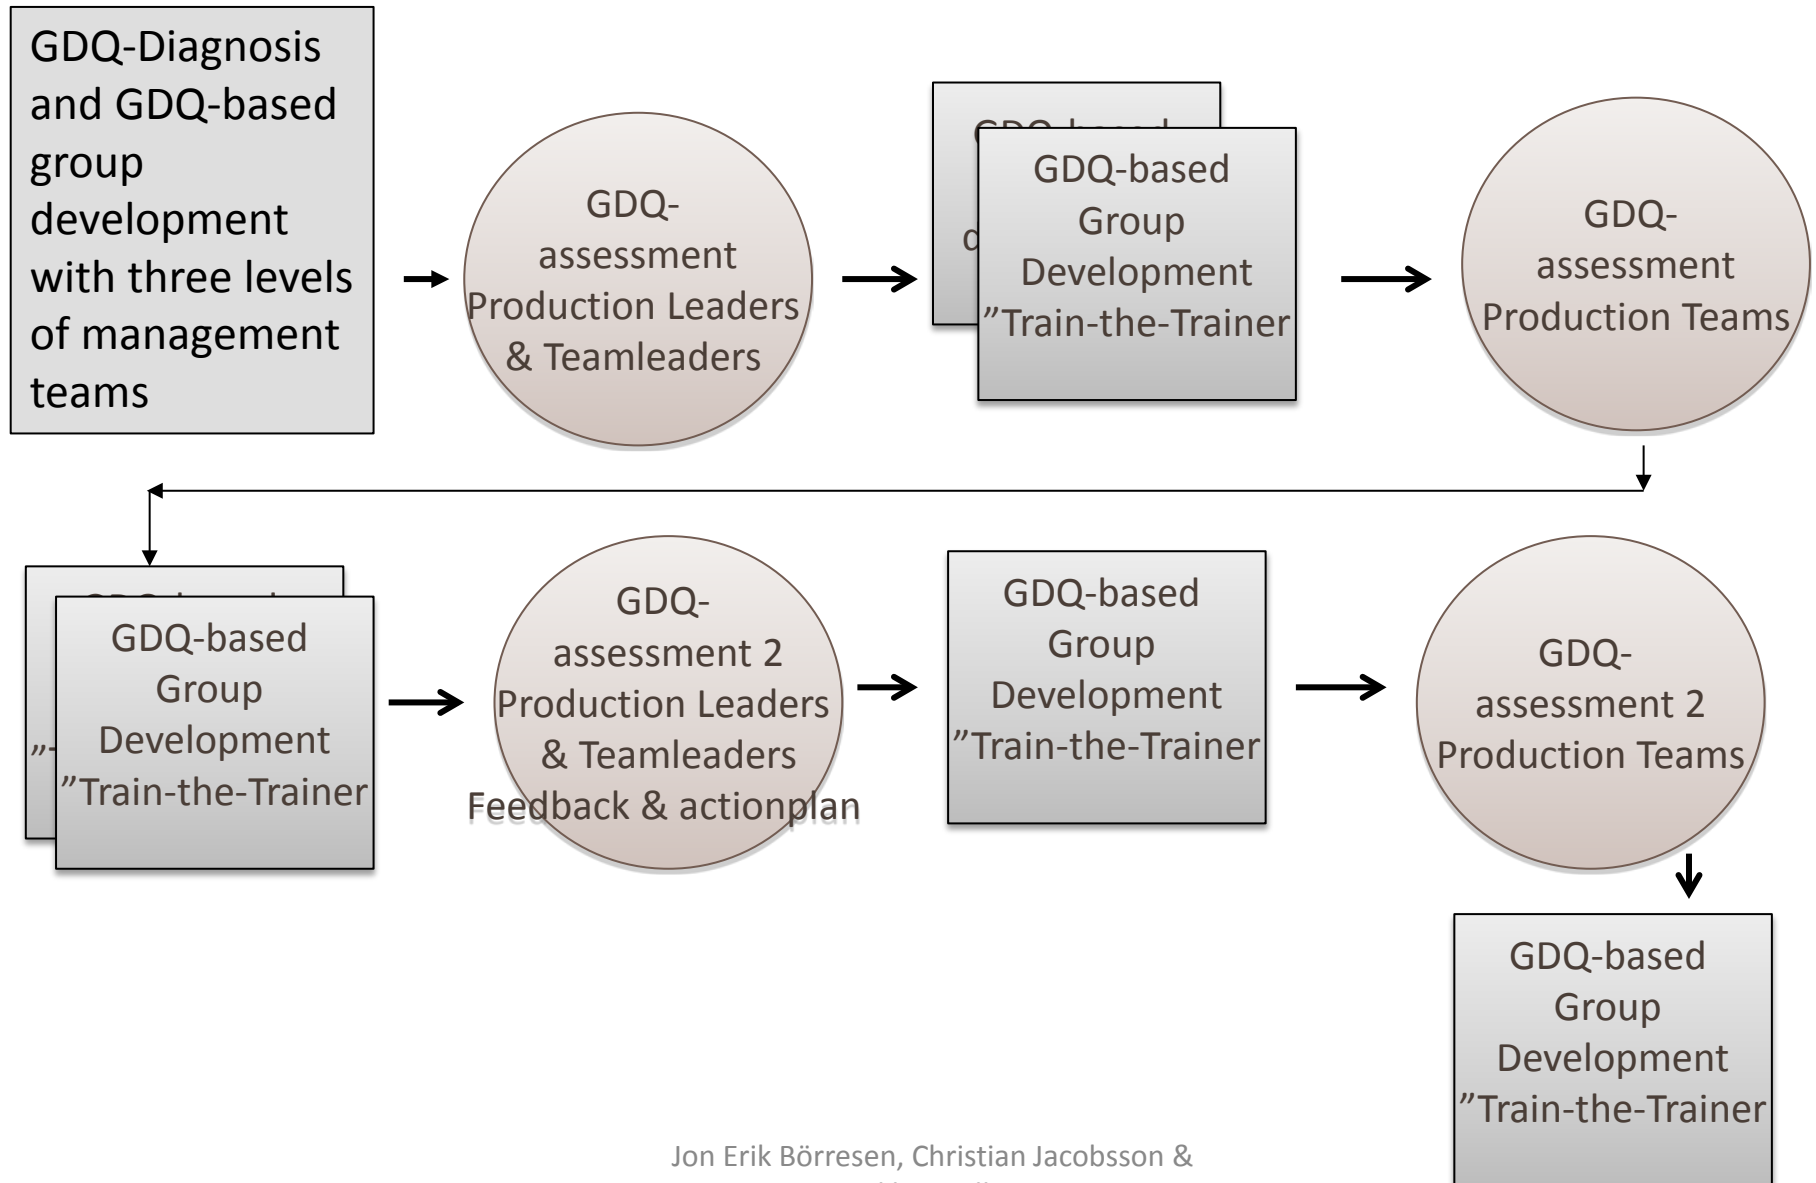 GDQ-Diagnosis
and GDQ-based
group
development
with three levels
of management
teams
GDQ-
assessment
Production Leaders
& Teamleaders
GDQ-based
Group
Development
”Train-the-Trainer
GDQ-
assessment
Production Teams
GDQ-based
Group
Development
”Train-the-Trainer
GDQ-
assessment 2
Production Leaders
& Teamleaders
Feedback & actionplan
GDQ-based
Group
Development
”Train-the-Trainer
GDQ-
assessment 2
Production Teams
GDQ-based
Group
Development
”Train-the-Trainer
Jon Erik Börresen, Christian Jacobsson &